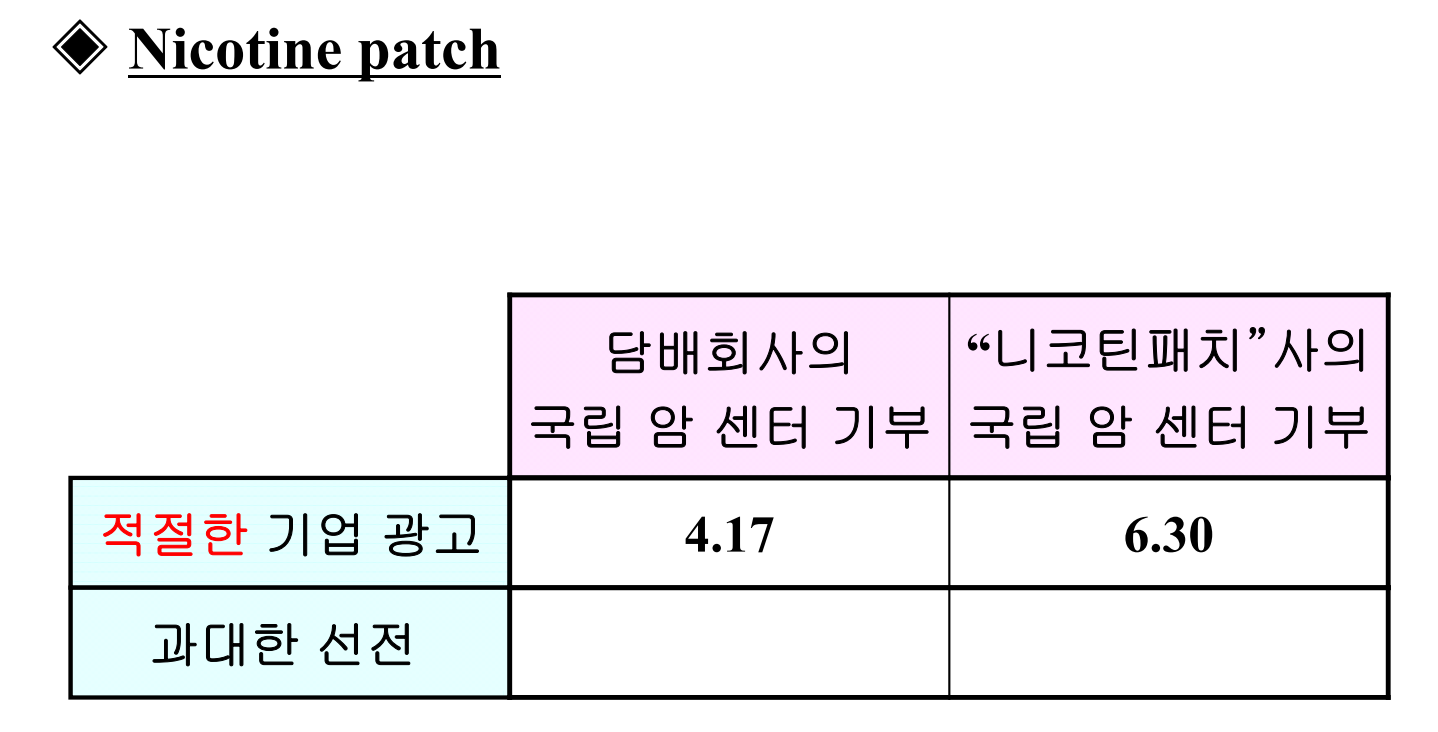 ◈ Nicotine patch
담배회사의
국립 암 센터 기부
“니코틴패치”사의
국립 암 센터 기부
적절한 기업 광고
4.17
6.30
과대한 선전